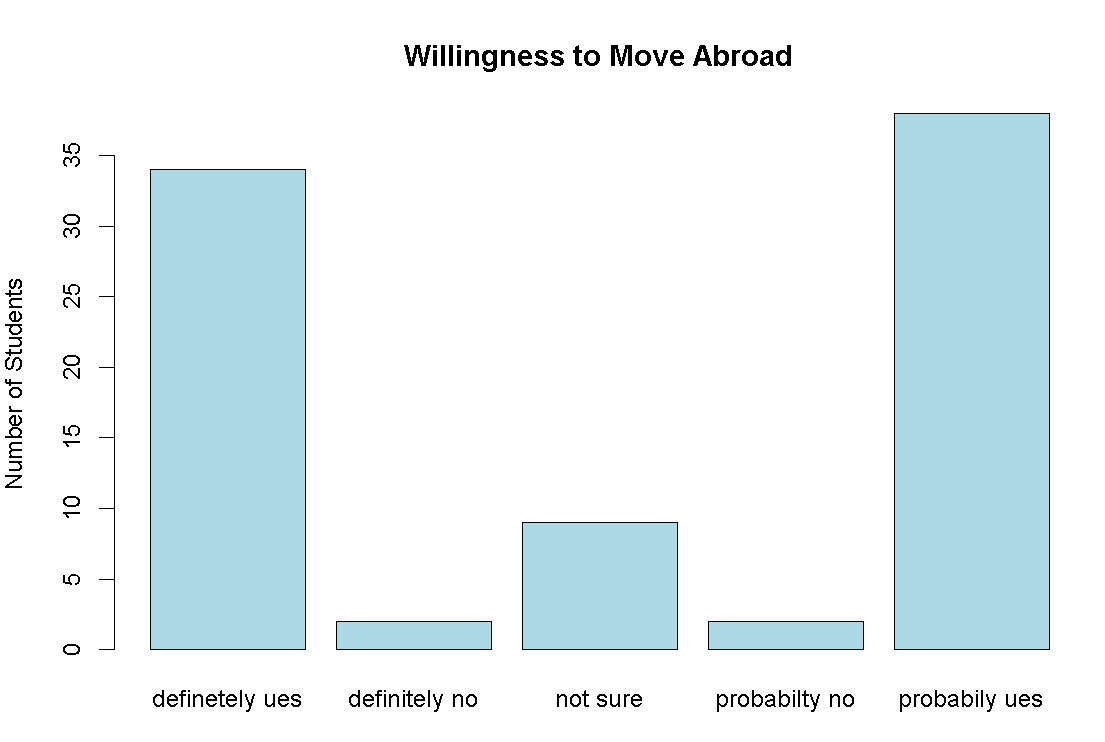 Willingness to Move Abroad
Number of Students
35
30
25
20
15
10
5
0
definetely ues
definitely no
not sure
probabilty no
probabily ues